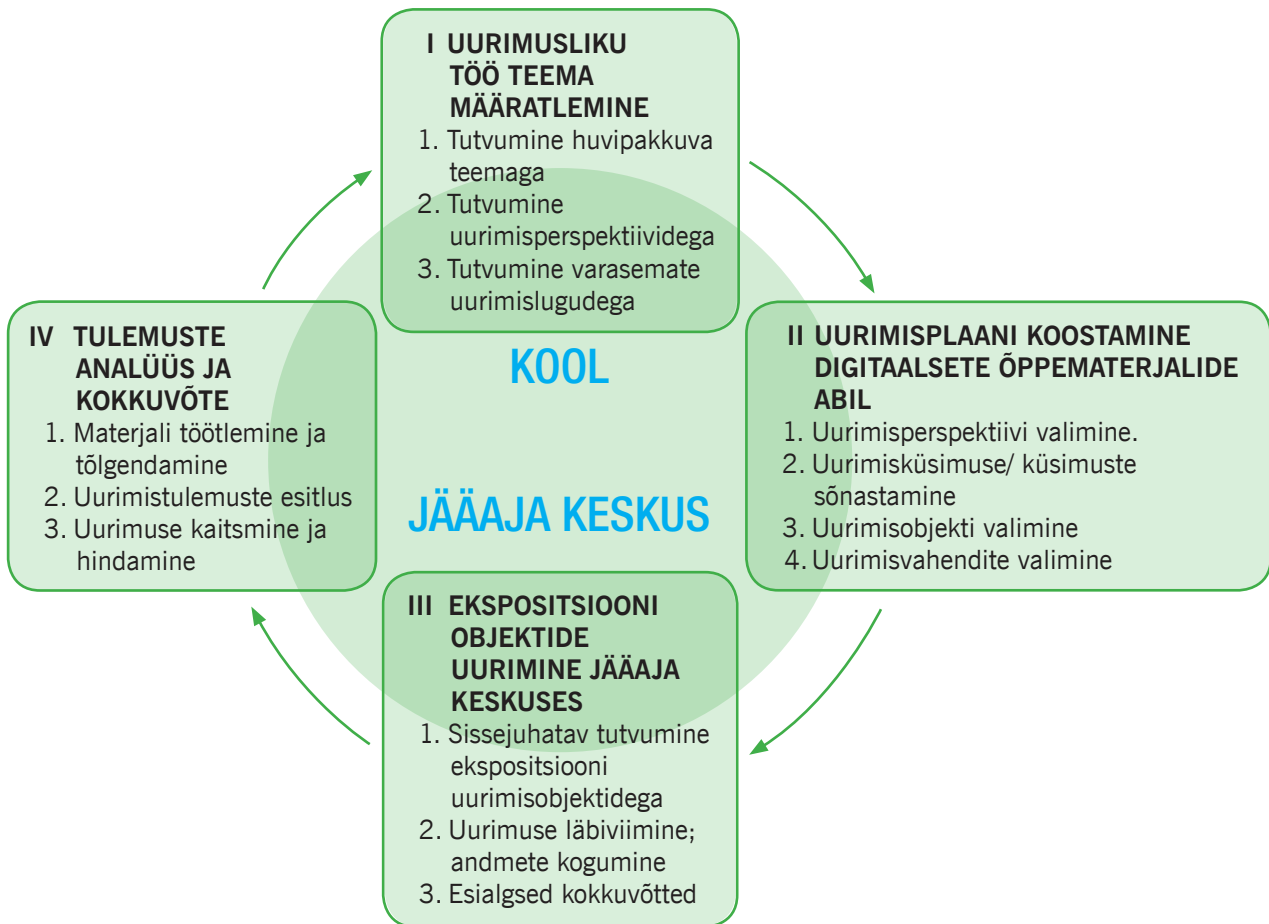 I UURIMUSLIKU
TÖÖ TEEMA
MÄÄRATLEMINE
1. Tutvumine huvipakkuva
teemaga
2. Tutvumine
uurimisperspektiividega
3. Tutvumine varasemate
uurimislugudega
KOOL
JÄÄAJA KESKUS
II UURIMISPLAANI KOOSTAMINE
DIGITAALSETE ÕPPEMATERJALIDE
ABIL
1. Uurimisperspektiivi valimine.
2. Uurimisküsimuse/ küsimuste
sõnastamine
3. Uurimisobjekti valimine
4. Uurimisvahendite valimine
III EKSPOSITSIOONI
OBJEKTIDE
UURIMINE JÄÄAJA
KESKUSES
1. Sissejuhatav tutvumine
ekspositsiooni
uurimisobjektidega
2. Uurimuse läbiviimine;
andmete kogumine
3. Esialgsed kokkuvõtted
IV TULEMUSTE
ANALÜÜS JA
KOKKUVÕTE
1. Materjali töötlemine ja
tõlgendamine
2. Uurimistulemuste esitlus
3. Uurimuse kaitsmine ja
hindamine